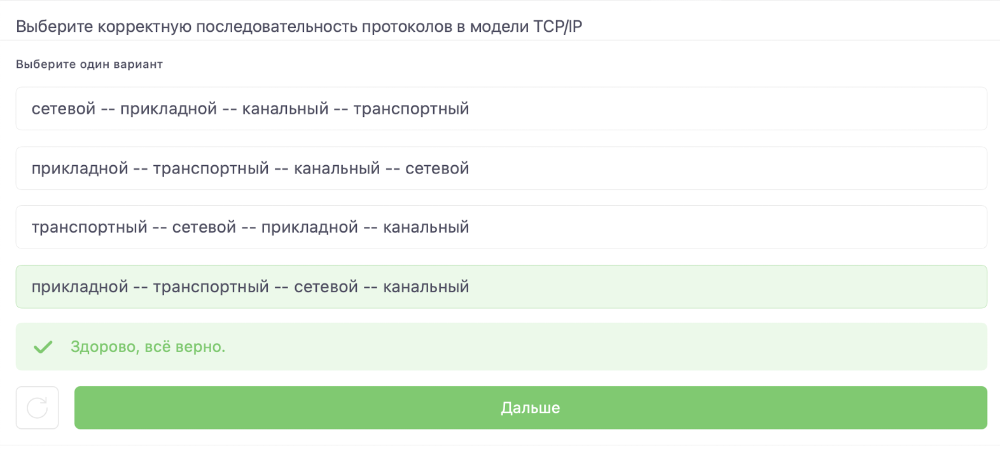 Выберите корректную последовательность протоколов в модели TCP/IP
Выберите один вариант
сетевой -- прикладной -- канальный -- транспортный
прикладной -- транспортный -- канальный -- сетевой
транспортный -- сетевой -- прикладной -- канальный
прикладной -- транспортный -- сетевой -- канальный
Здорово, всё верно.
Дальше